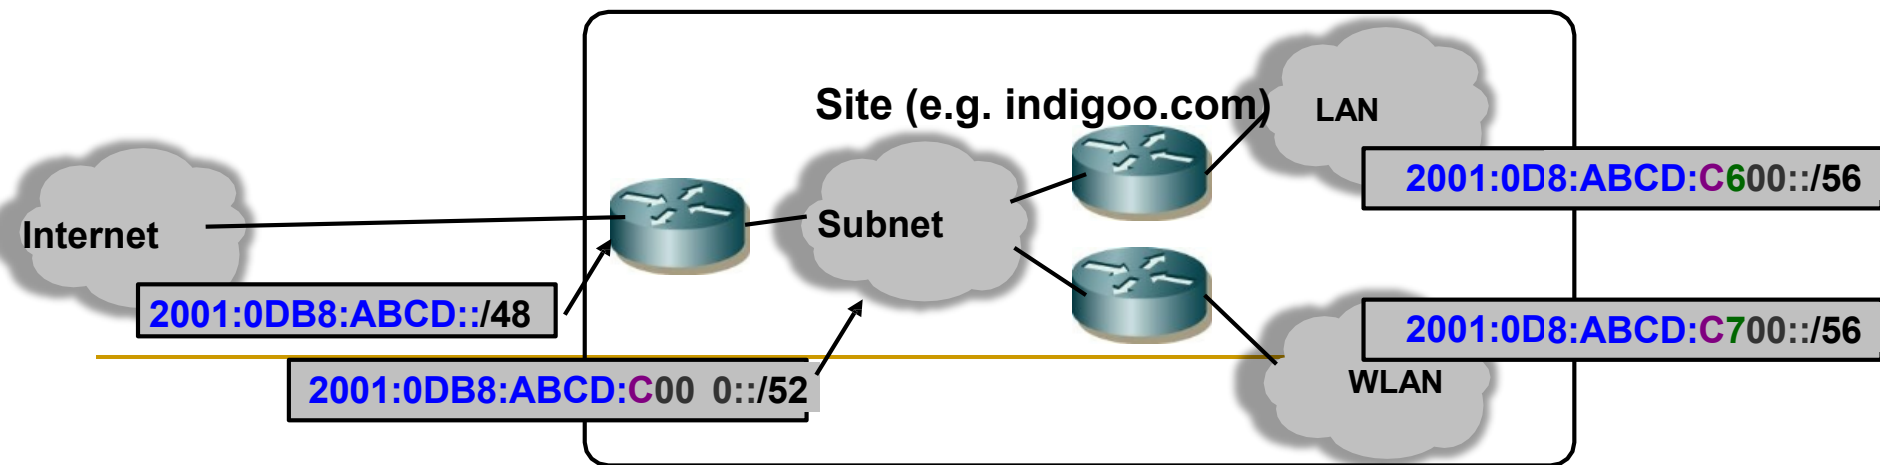 Site (e.g. indigoo.com)
LAN
2001:0D8:ABCD:C600::/56
Internet
Subnet
2001:0DB8:ABCD::/48
2001:0D8:ABCD:C700::/56
2001:0DB8:ABCD:C00 0::/52
WLAN